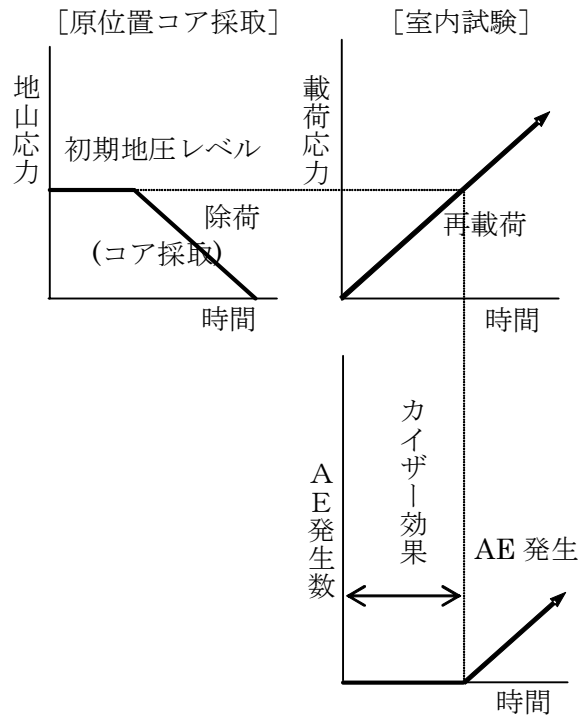 ［原位置コア採取］
地山応力
初期地圧レベル
除荷
(コア採取)
時間
［室内試験］
載荷応力
再載荷
時間
AE発生数
カイザー効果
AE 発生
時間